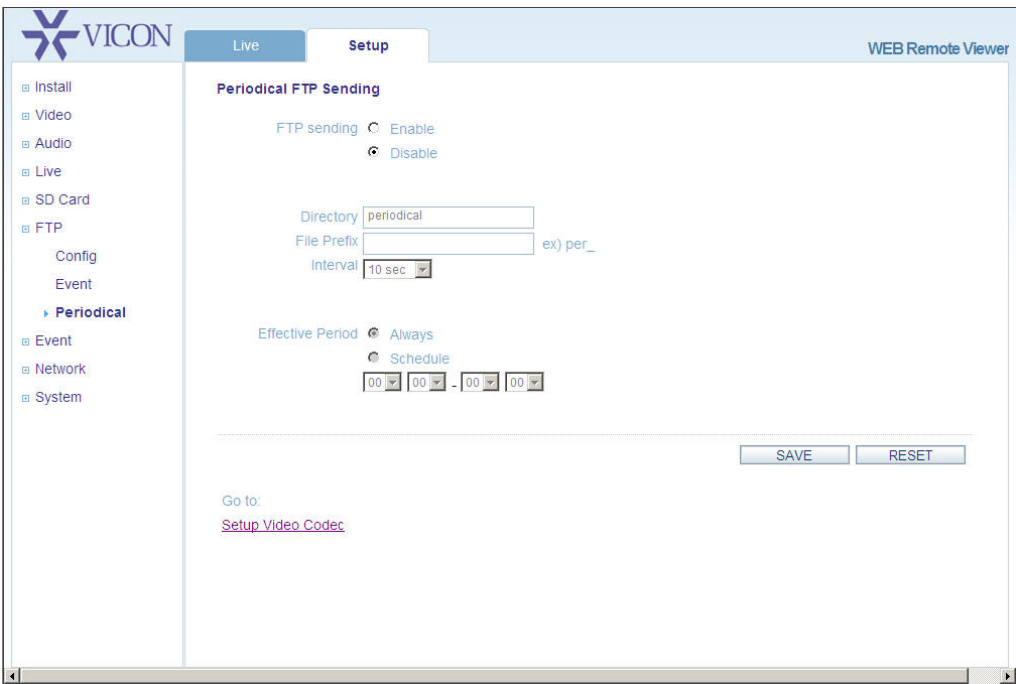 VICON
Live
Setup
WEB Remote Viewer
Install
Video
Audio
Live
SD Card
FTP
Config
Event
Periodical
Event
Network
System
Periodical FTP Sending
FTP sending
Enable
Disable
Directory periodical
File Prefix ex) per_
Interval 10 sec
Effective Period
Always
Schedule
00 00 - 00 00
SAVE
RESET
Go to:
Setup Video Codec